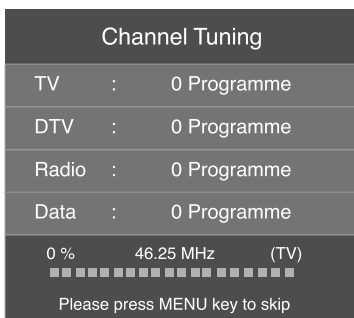 Channel Tuning
TV : 0 Programme
DTV : 0 Programme
Radio : 0 Programme
Data : 0 Programme
0 % 46.25 MHz (TV)
Please press MENU key to skip